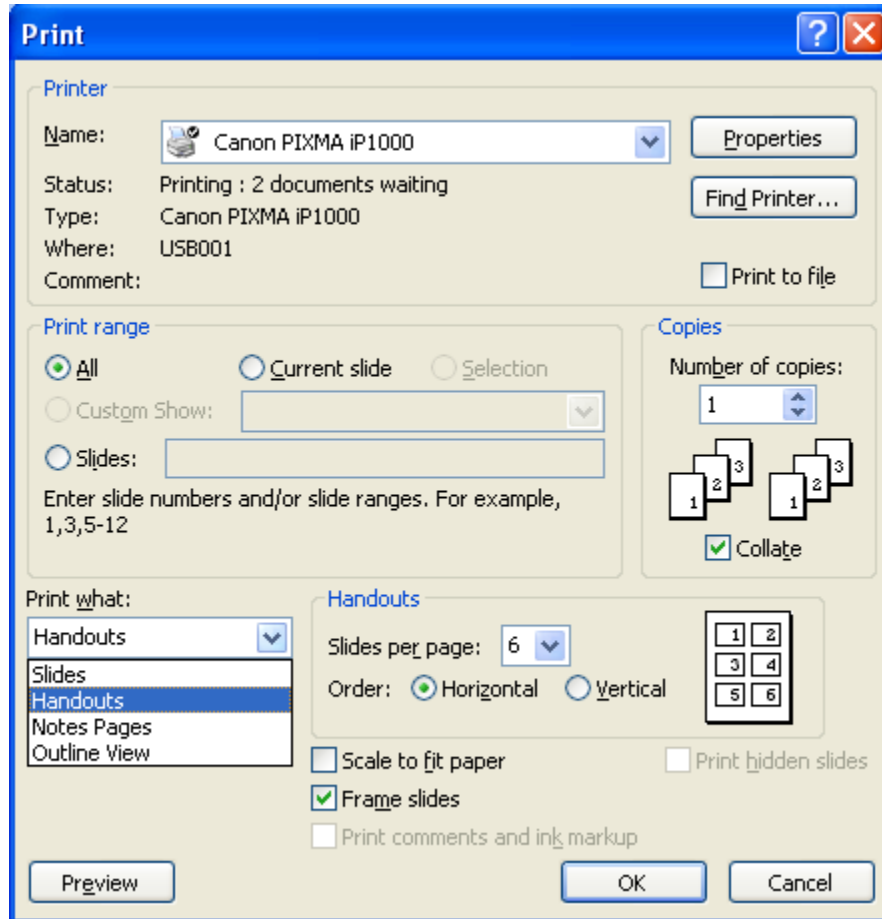 Print
Printer
Name: Canon PIXMA iP1000 Properties
Status: Printing : 2 documents waiting
Type: Canon PIXMA iP1000 Find Printer...
Where: USB001
Comment: Print to file
Print range
All Current slide Selection
Custom Show:
Slides:
Enter slide numbers and/or slide ranges. For example,
1,3,5-12
Copies
Number of copies:
1
1 2 3 1 2 3
Collate
Print what:
Handouts
Slides
Handouts
Notes Pages
Outline View
Handouts
Slides per page: 6
Order: Horizontal Vertical
1 2
3 4
5 6
Scale to fit paper Print hidden slides
Frame slides
Print comments and ink markup
Preview OK Cancel